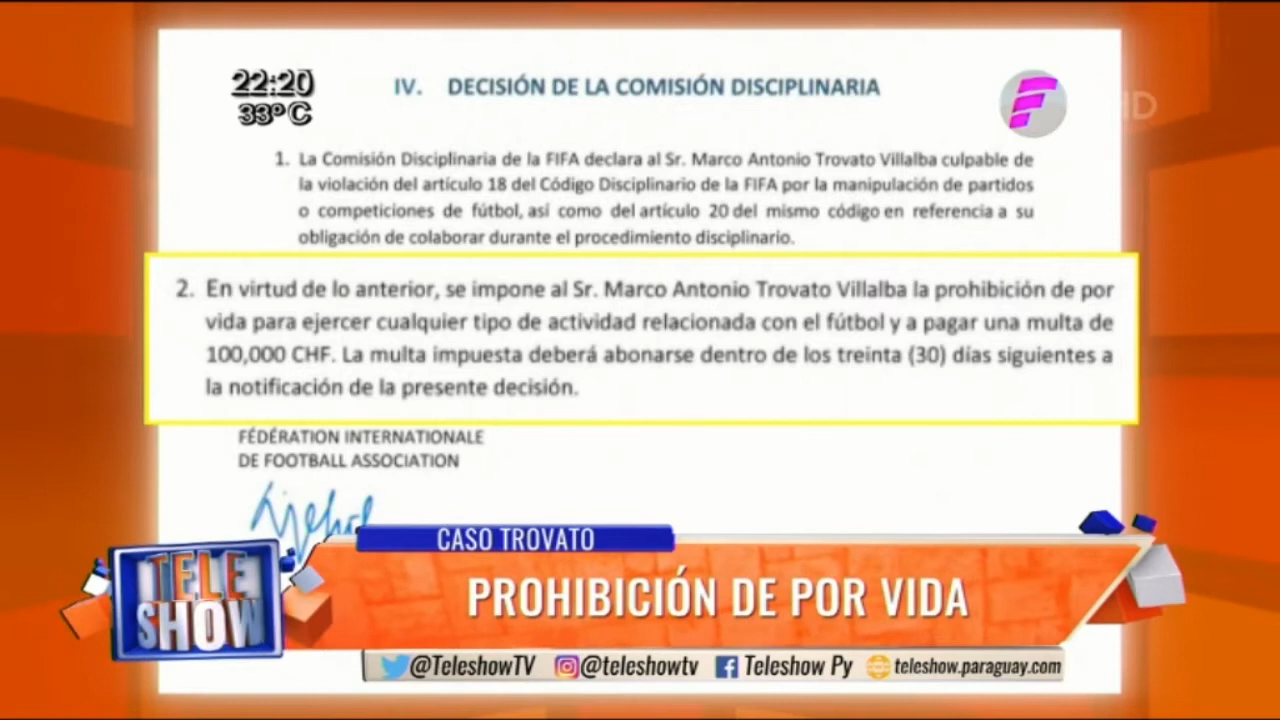 22:20
33ºC
IV. DECISIÓN DE LA COMISIÓN DISCIPLINARIA
HD
1. La Comisión Disciplinaria de la FIFA declara al Sr. Marco Antonio Trovato Villalba culpable de
la violación del artículo 18 del Código Disciplinario de la FIFA por la manipulación de partidos
o competiciones de fútbol, así como del artículo 20 del mismo código en referencia a su
obligación de colaborar durante el procedimiento disciplinario.
2. En virtud de lo anterior, se impone al Sr. Marco Antonio Trovato Villalba la prohibición de por
vida para ejercer cualquier tipo de actividad relacionada con el fútbol y a pagar una multa de
100,000 CHF. La multa impuesta deberá abonarse dentro de los treinta (30) días siguientes a
la notificación de la presente decisión.
FÉDÉRATION INTERNATIONALE
DE FOOTBALL ASSOCIATION
CASO TROVATO
TELE
SHOW
PROHIBICIÓN DE POR VIDA
@TeleshowTV @teleshowtv Teleshow Py teleshow.paraguay.com